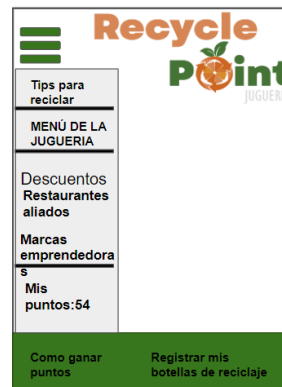 Recycle
Point
JUGUERI
Tips para
reciclar
MENÚ DE LA
JUGUERIA
Descuentos
Restaurantes
aliados
Marcas
emprendedora
s
Mis
puntos:54
Como ganar
puntos
Registrar mis
botellas de reciclaje